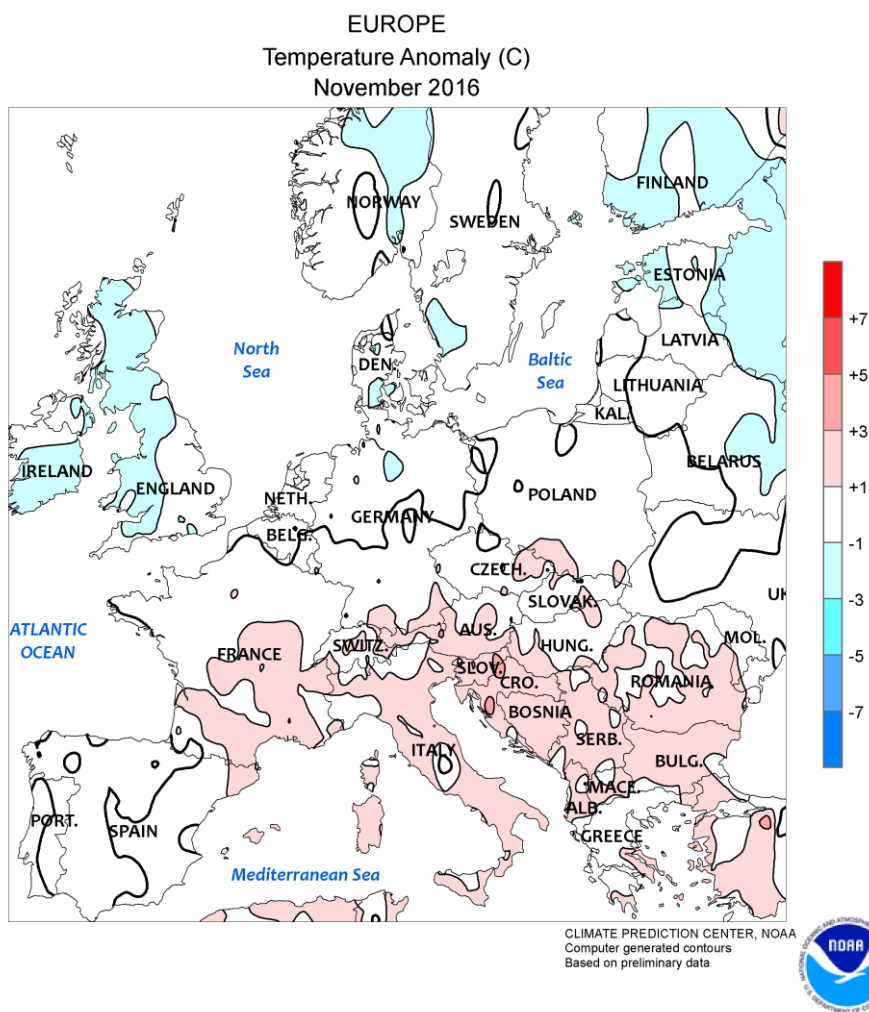 EUROPE
Temperature Anomaly (C)
November 2016
FINLAND
NORWAY
SWEDEN
ESTONIA
North
Sea
Baltic
Sea
LATVIA
DEN.
LITHUANIA
KAL.
IRELAND
ENGLAND
BELARUS
NETH.
POLAND
GERMANY
BELG.
CZECH.
SLOVAK.
UK
ATLANTIC
OCEAN
AUS.
MOL.
FRANCE
SWITZ.
HUNG.
SLOV.
CRO.
ROMANIA
BOSNIA
SERB.
ITALY
BULG.
MACE.
ALB.
PORT.
SPAIN
GREECE
Mediterranean Sea
+7
+5
+3
+1
-1
-3
-5
-7
CLIMATE PREDICTION CENTER, NOAA
Computer generated contours
Based on preliminary data
NOAA